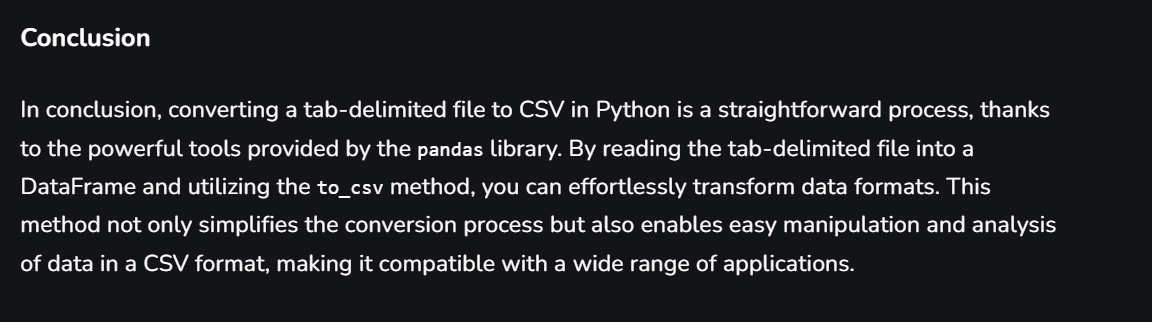 Conclusion
In conclusion, converting a tab-delimited file to CSV in Python is a straightforward process, thanks
to the powerful tools provided by the pandas library. By reading the tab-delimited file into a
DataFrame and utilizing the to_csv method, you can effortlessly transform data formats. This
method not only simplifies the conversion process but also enables easy manipulation and analysis
of data in a CSV format, making it compatible with a wide range of applications.